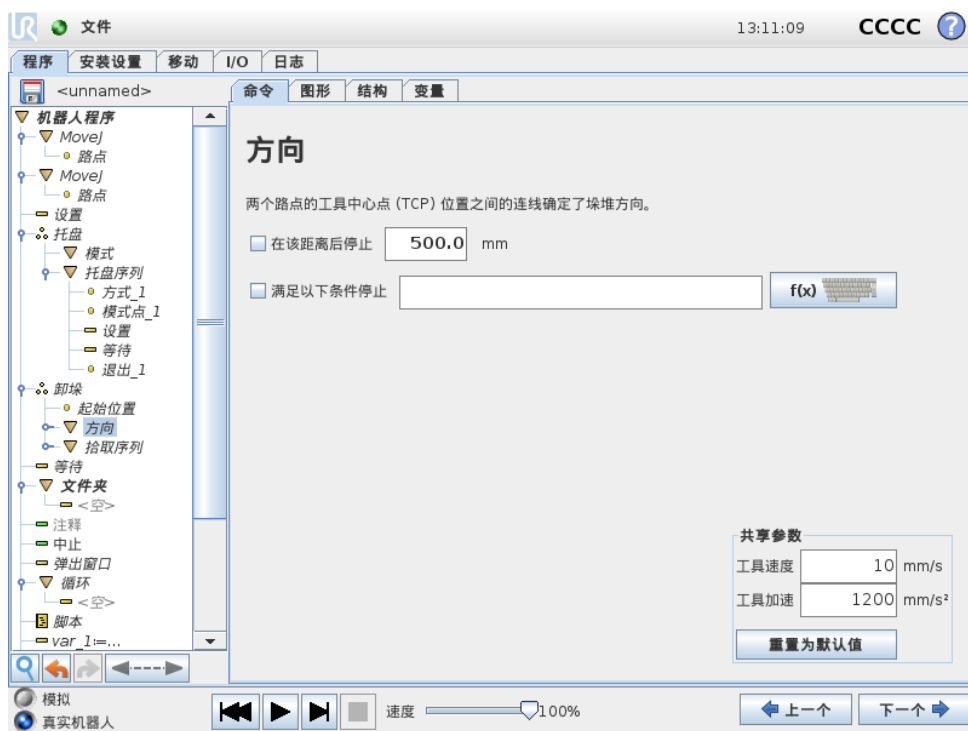 UR 文件 13:11:09 CCCC ?
程序 安装设置 移动 I/O 日志
<unnamed>
命令 图形 结构 变量
机器人程序
MoveJ
路点
MoveJ
路点
设置
托盘
模式
托盘序列
方式_1
模式点_1
设置
等待
退出_1
卸垛
起始位置
方向
拾取序列
等待
文件夹
<空>
注释
中止
弹出窗口
循环
<空>
脚本
var_1:=...
方向
两个路点的工具中心点 (TCP) 位置之间的连线确定了垛堆方向。
在该距离后停止 500.0 mm
满足以下条件停止 f(x)
共享参数
工具速度 10 mm/s
工具加速 1200 mm/s²
重置为默认值
模拟
真实机器人
速度 100%
上一个 下一个